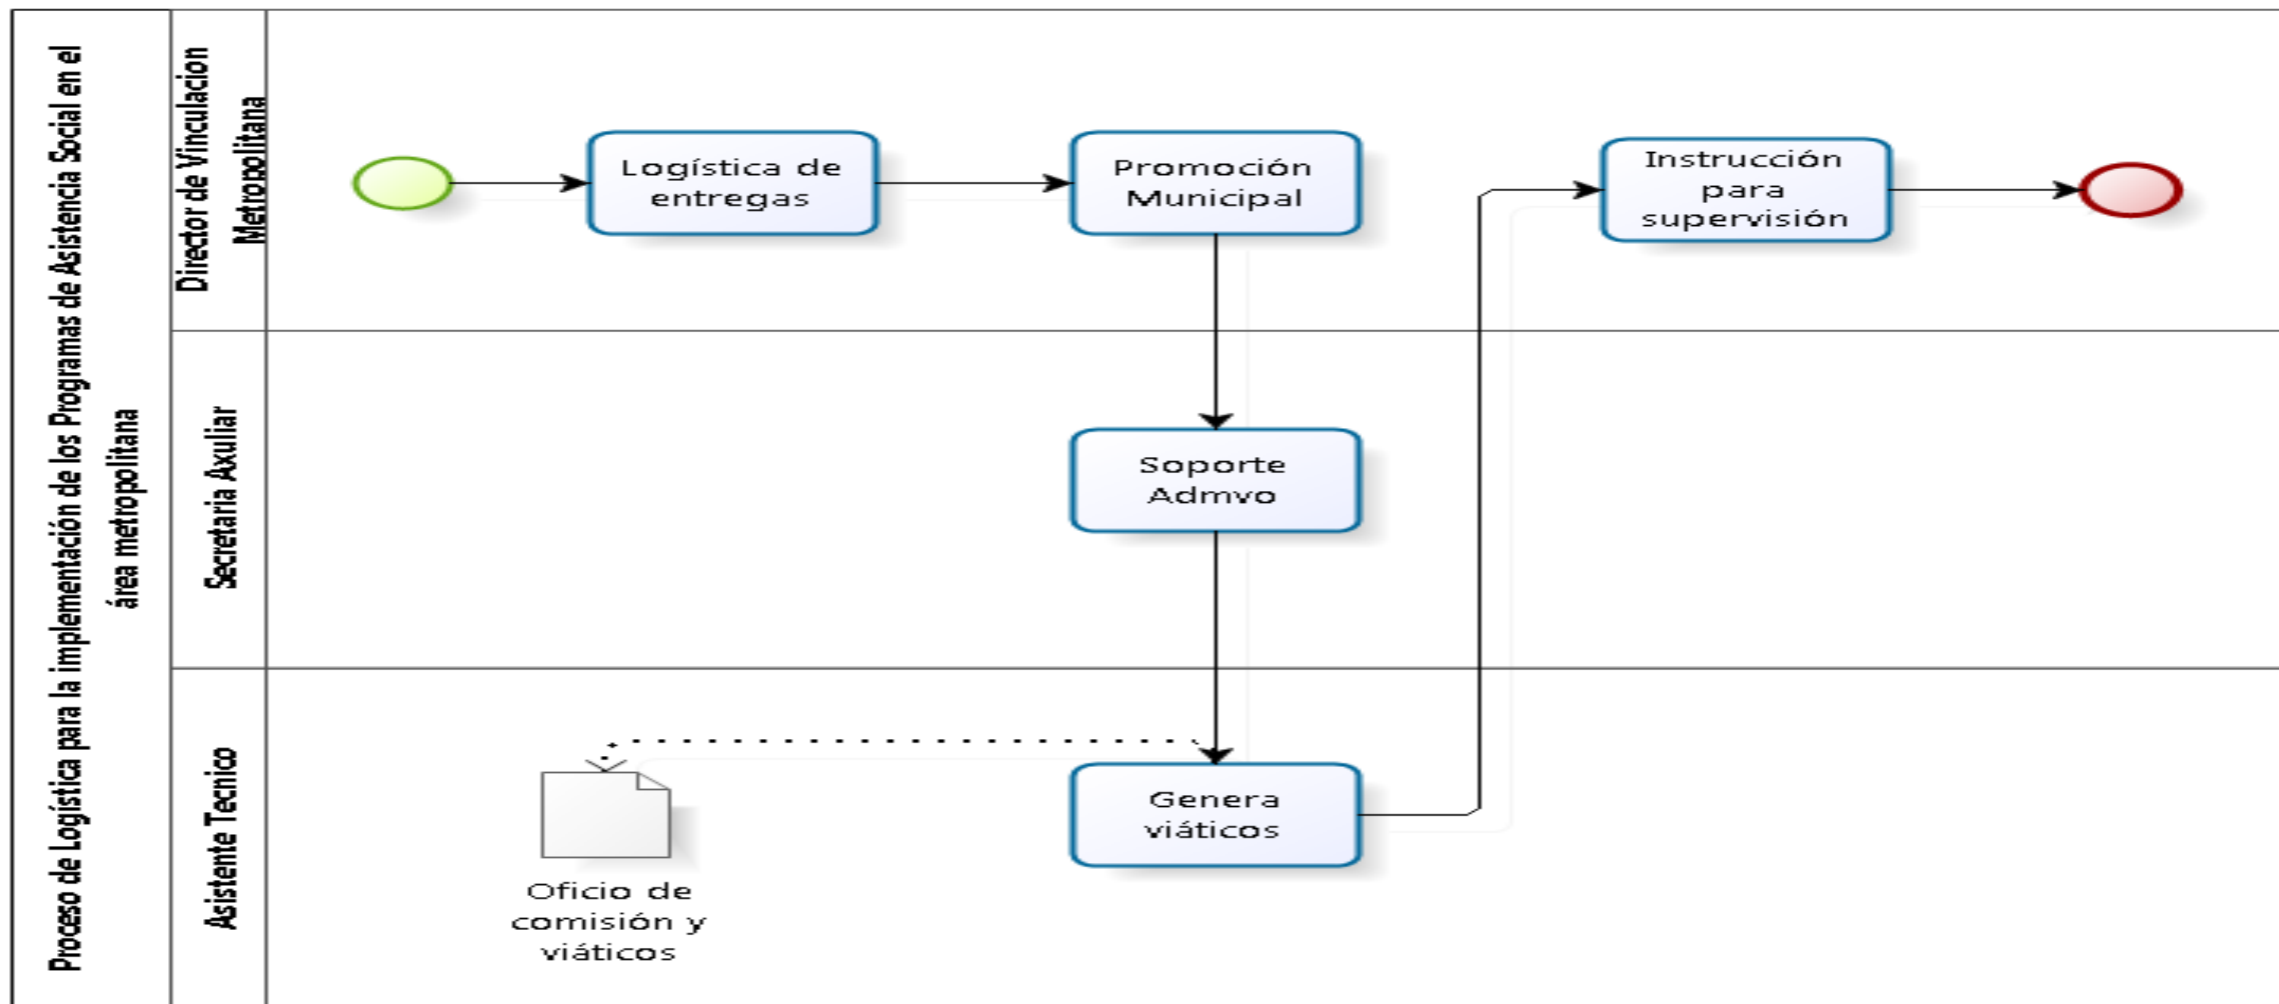 Proceso de Logística para la implementación de los Programas de Asistencia Social en el
área metropolitana
Director de Vinculacion
Metropolitana
Logística de
entregas
Promoción
Municipal
Instrucción
para
supervisión
Secretaria Axuliar
Soporte
Admvo
Asistente Tecnico
Oficio de
comisión y
viáticos
Genera
viáticos